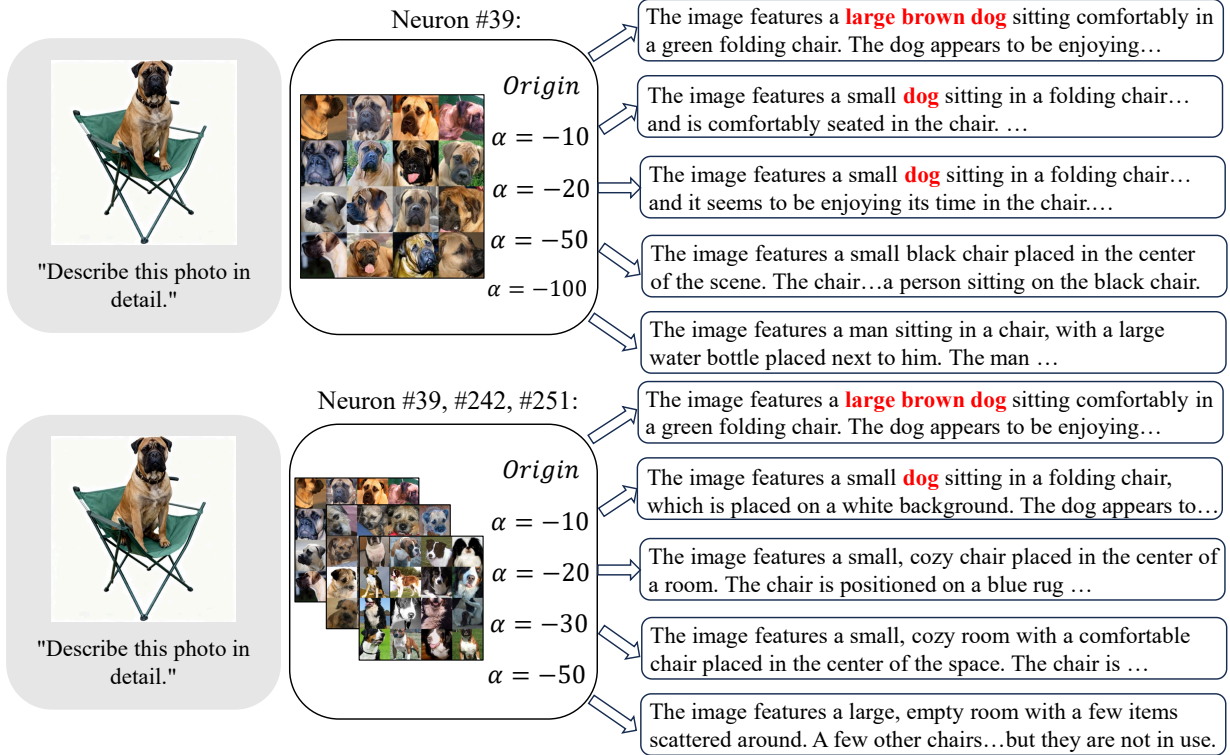 Neuron #39:
"Describe this photo in
detail."
Origin
α = −10
α = −20
α = −50
α = −100
The image features a large brown dog sitting comfortably in
a green folding chair. The dog appears to be enjoying…
The image features a small dog sitting in a folding chair…
and is comfortably seated in the chair. …
The image features a small dog sitting in a folding chair…
and it seems to be enjoying its time in the chair.…
The image features a small black chair placed in the center
of the scene. The chair…a person sitting on the black chair.
The image features a man sitting in a chair, with a large
water bottle placed next to him. The man …
Neuron #39, #242, #251:
"Describe this photo in
detail."
Origin
α = −10
α = −20
α = −30
α = −50
The image features a large brown dog sitting comfortably in
a green folding chair. The dog appears to be enjoying…
The image features a small dog sitting in a folding chair,
which is placed on a white background. The dog appears to…
The image features a small, cozy chair placed in the center of
a room. The chair is positioned on a blue rug …
The image features a small, cozy room with a comfortable
chair placed in the center of the space. The chair is …
The image features a large, empty room with a few items
scattered around. A few other chairs…but they are not in use.